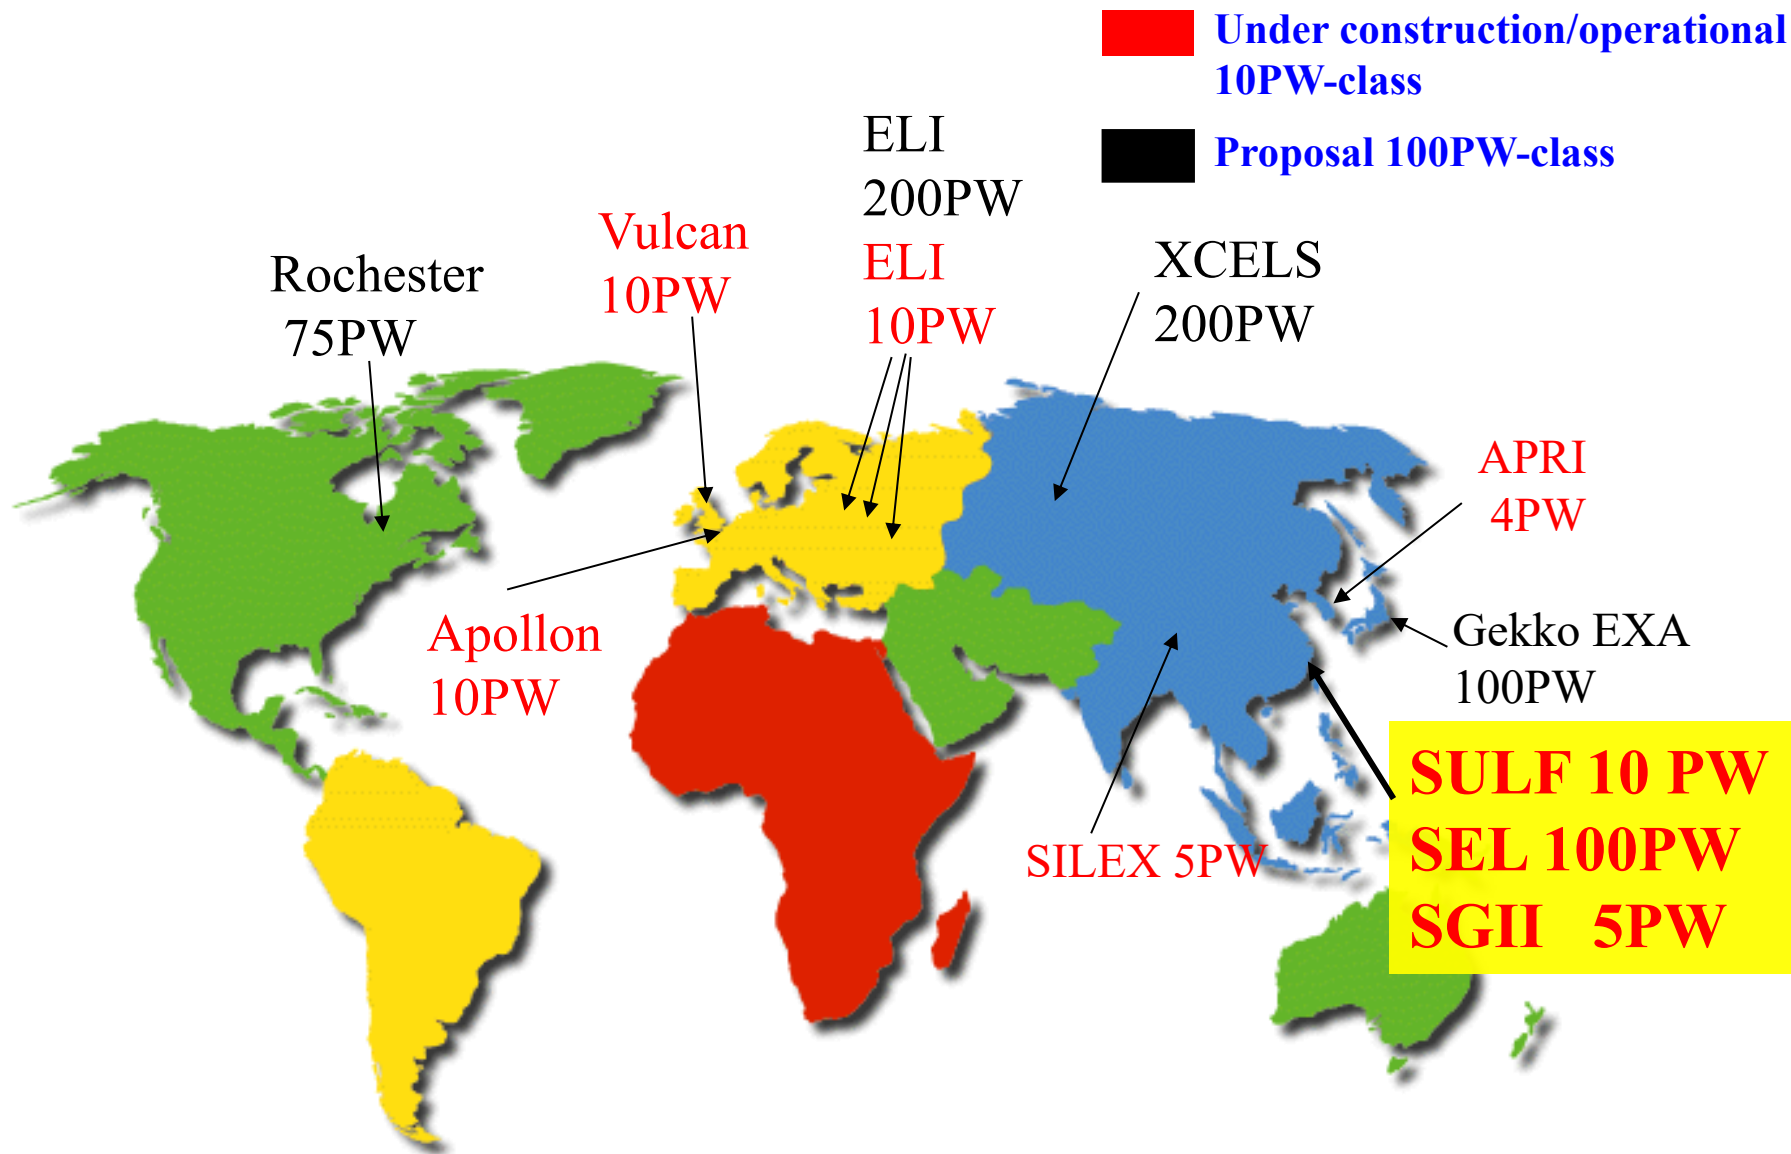 Under construction/operational
10PW-class
Proposal 100PW-class
ELI
200PW
ELI
10PW
Vulcan
10PW
Rochester
75PW
XCELS
200PW
APRI
4PW
Apollon
10PW
Gekko EXA
100PW
SILEX 5PW
SULF 10 PW
SEL 100PW
SGII 5PW